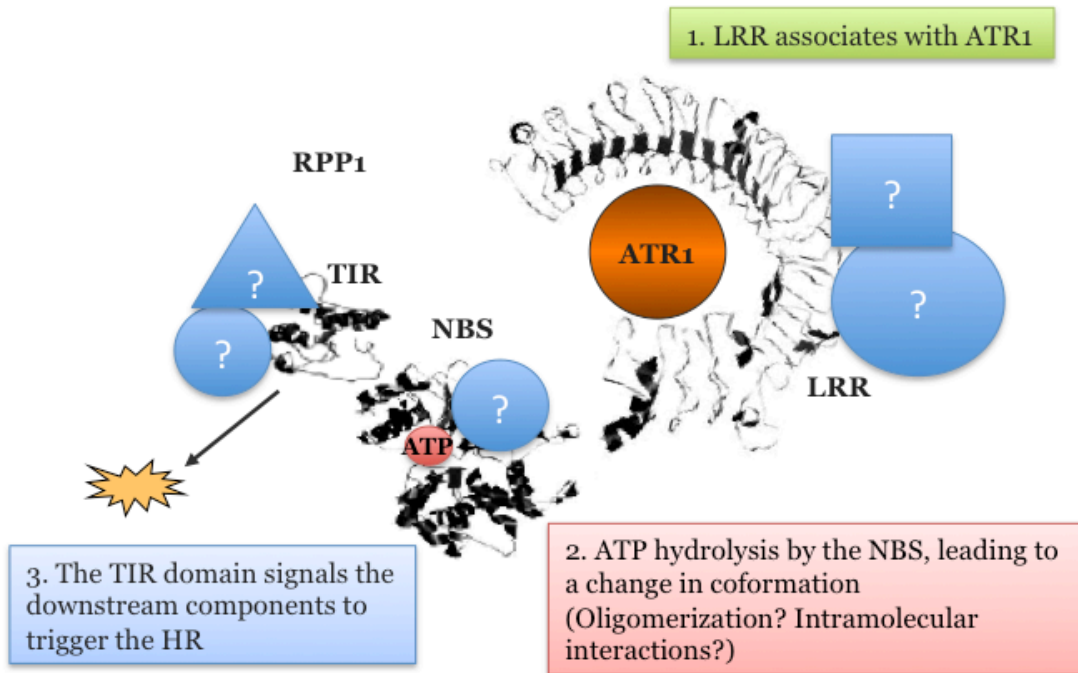 1. LRR associates with ATR1
RPP1
?
?
ATR1
?
TIR
?
NBS
?
?
LRR
ATP
2. ATP hydrolysis by the NBS, leading to
a change in coformation
(Oligomerization? Intramolecular
interactions?)
3. The TIR domain signals the
downstream components to
trigger the HR